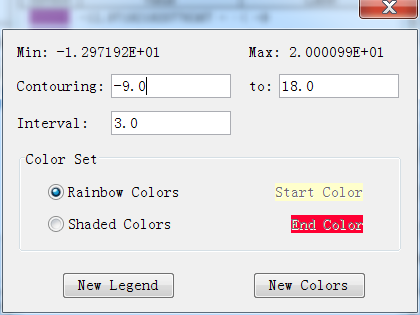 Min: -1.297192E+01 Max: 2.000099E+01
Contouring: -9.0 to: 18.0
Interval: 3.0
Color Set
Rainbow Colors Start Color
Shaded Colors End Color
New Legend New Colors